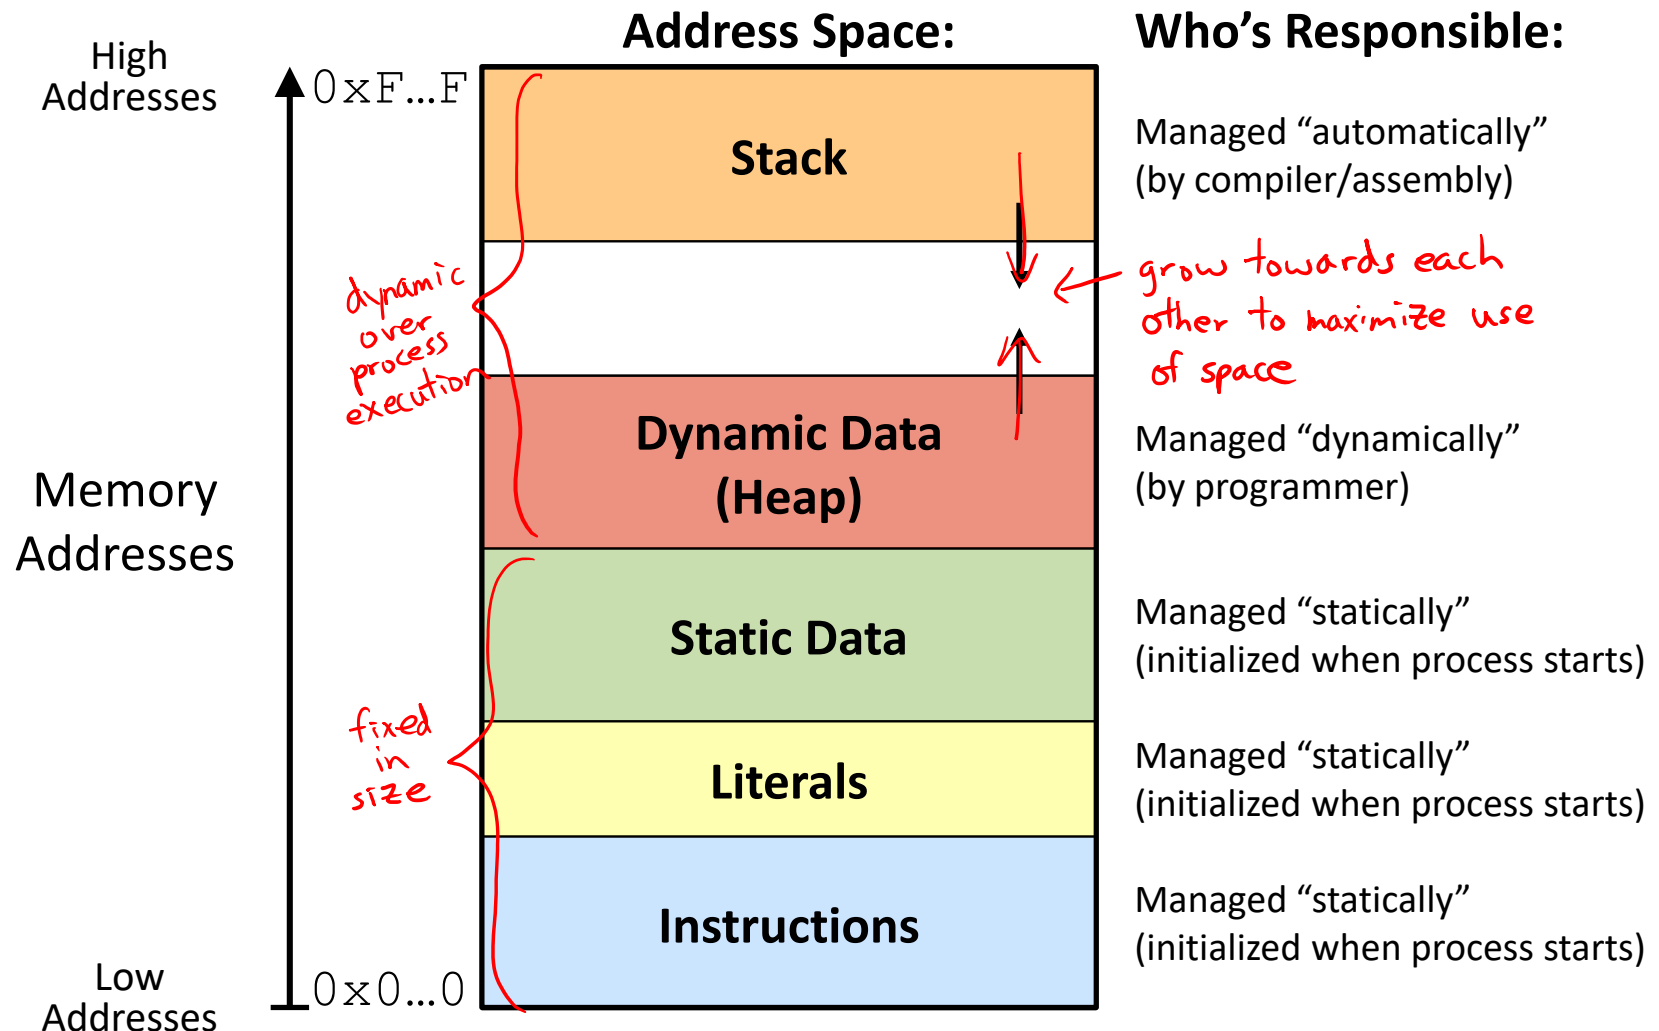 Address Space:
Who's Responsible:
High
Addresses
0xF…F
Stack
Managed “automatically”
(by compiler/assembly)
dynamic
over
process
execution
grow towards each
other to maximize use
of space
Dynamic Data
(Heap)
Managed “dynamically”
(by programmer)
Memory
Addresses
Static Data
Managed “statically”
(initialized when process starts)
fixed
in
size
Literals
Managed “statically”
(initialized when process starts)
Instructions
Managed “statically”
(initialized when process starts)
Low
Addresses
0x0…0